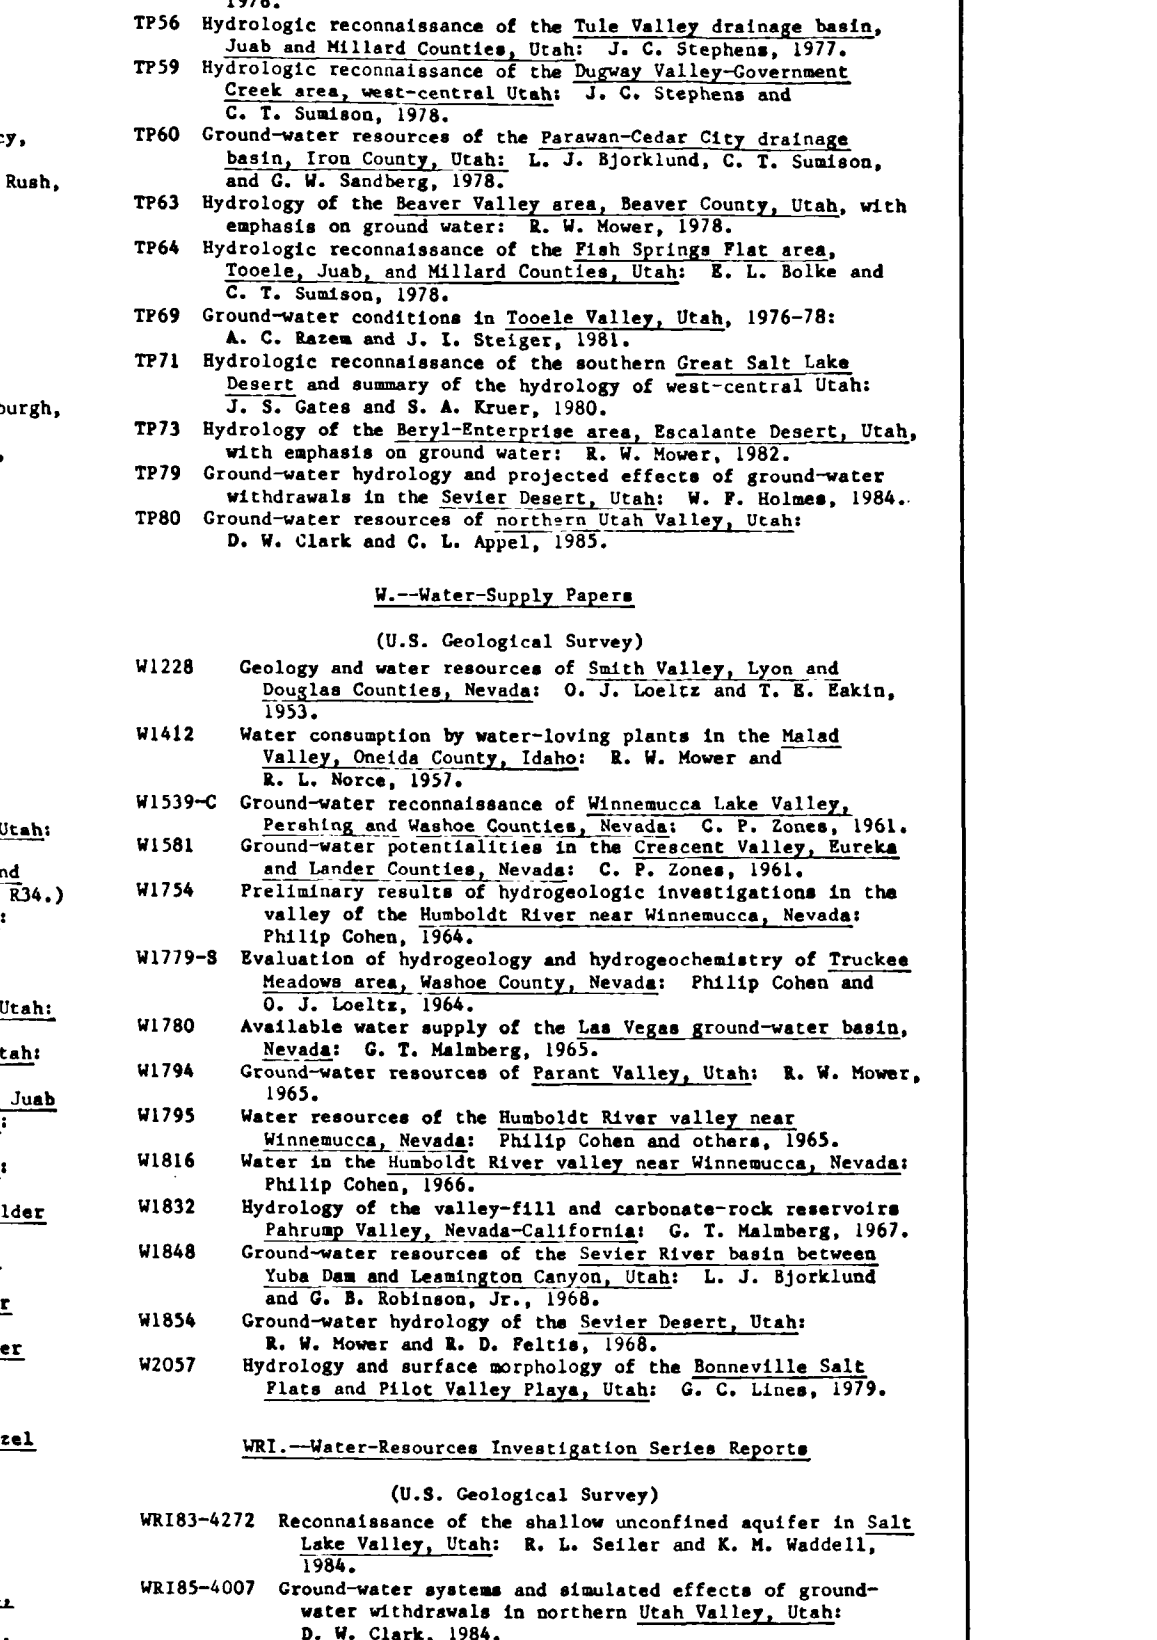 1978.
TP56 Hydrologic reconnaissance of the Tule Valley drainage basin,
Juab and Millard Counties, Utah: J. C. Stephens, 1977.
TP59 Hydrologic reconnaissance of the Dugway Valley-Government
Creek area, west-central Utah: J. C. Stephens and
C. T. Sumison, 1978.
TP60 Ground-water resources of the Parawan-Cedar City drainage
basin, Iron County, Utah: L. J. Bjorklund, C. T. Sumison,
and G. W. Sandberg, 1978.
TP63 Hydrology of the Beaver Valley area, Beaver County, Utah, with
emphasis on ground water: R. W. Mower, 1978.
TP64 Hydrologic reconnaissance of the Fish Springs Flat area,
Tooele, Juab, and Millard Counties, Utah: E. L. Bolke and
C. T. Sumison, 1978.
TP69 Ground-water conditions in Tooele Valley, Utah, 1976-78:
A. C. Razem and J. I. Steiger, 1981.
TP71 Hydrologic reconnaissance of the southern Great Salt Lake
Desert and summary of the hydrology of west-central Utah:
J. S. Gates and S. A. Kruer, 1980.
TP73 Hydrology of the Beryl-Enterprise area, Escalante Desert, Utah,
with emphasis on ground water: R. W. Mower, 1982.
TP79 Ground-water hydrology and projected effects of ground-water
withdrawals in the Sevier Desert, Utah: W. F. Holmes, 1984.
TP80 Ground-water resources of northern Utah Valley, Utah:
D. W. Clark and C. L. Appel, 1985.
W.--Water-Supply Papers
(U.S. Geological Survey)
W1228 Geology and water resources of Smith Valley, Lyon and
Douglas Counties, Nevada: O. J. Loeltz and T. E. Eakin,
1953.
W1412 Water consumption by water-loving plants in the Malad
Valley, Oneida County, Idaho: R. W. Mower and
R. L. Norce, 1957.
W1539-C Ground-water reconnaissance of Winnemucca Lake Valley,
Pershing and Washoe Counties, Nevada: C. P. Zones, 1961.
W1581 Ground-water potentialities in the Crescent Valley, Eureka
and Lander Counties, Nevada: C. P. Zones, 1961.
W1754 Preliminary results of hydrogeologic investigations in the
valley of the Humboldt River near Winnemucca, Nevada:
Philip Cohen, 1964.
W1779-S Evaluation of hydrogeology and hydrogeochemistry of Truckee
Meadows area, Washoe County, Nevada: Philip Cohen and
O. J. Loeltz, 1964.
W1780 Available water supply of the Las Vegas ground-water basin,
Nevada: G. T. Malmberg, 1965.
W1794 Ground-water resources of Parant Valley, Utah: R. W. Mower,
1965.
W1795 Water resources of the Humboldt River valley near
Winnemucca, Nevada: Philip Cohen and others, 1965.
W1816 Water in the Humboldt River valley near Winnemucca, Nevada:
Philip Cohen, 1966.
W1832 Hydrology of the valley-fill and carbonate-rock reservoirs
Pahrump Valley, Nevada-California: G. T. Malmberg, 1967.
W1848 Ground-water resources of the Sevier River basin between
Yuba Dam and Leamington Canyon, Utah: L. J. Bjorklund
and G. B. Robinson, Jr., 1968.
W1854 Ground-water hydrology of the Sevier Desert, Utah:
R. W. Mower and R. D. Feltis, 1968.
W2057 Hydrology and surface morphology of the Bonneville Salt
Flats and Pilot Valley Playa, Utah: G. C. Lines, 1979.
WRI.--Water-Resources Investigation Series Reports
(U.S. Geological Survey)
WRI83-4272 Reconnaissance of the shallow unconfined aquifer in Salt
Lake Valley, Utah: R. L. Seiler and K. M. Waddell,
1984.
WRI85-4007 Ground-water systems and simulated effects of ground-
water withdrawals in northern Utah Valley, Utah:
D. W. Clark, 1984.
cy,
Rush,
burgh,
,
Utah:
nd
R34.)
:
Utah:
tah:
Juab
:
:
lder
r
er
zel